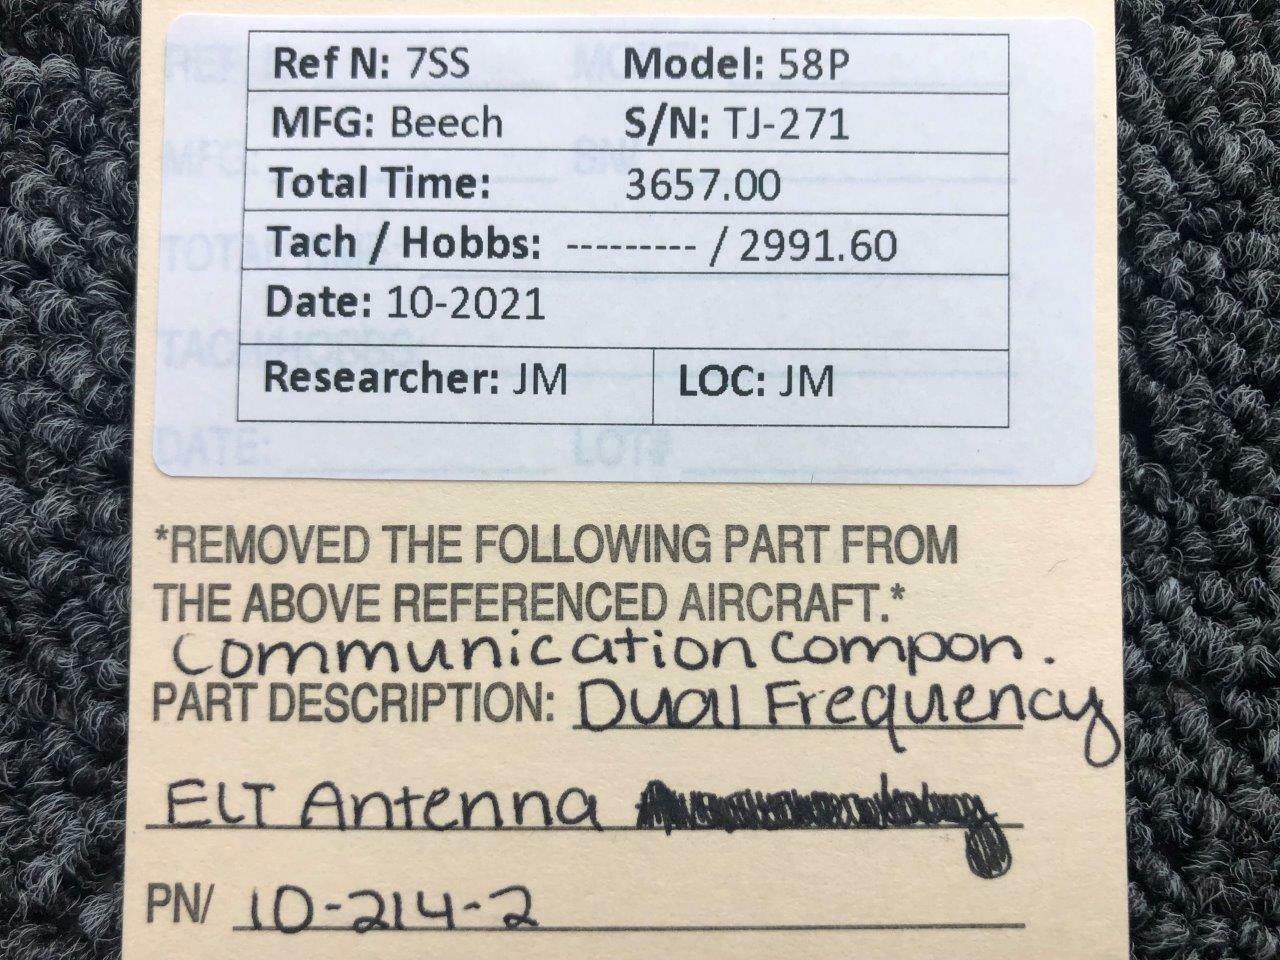 Ref N: 7SS Model: 58P
MFG: Beech S/N: TJ-271
Total Time: 3657.00
Tach / Hobbs: --------- / 2991.60
Date: 10-2021
Researcher: JM LOC: JM
*REMOVED THE FOLLOWING PART FROM
THE ABOVE REFERENCED AIRCRAFT.*
Communication compon.
PART DESCRIPTION: Dual Frequency
ELT Antenna
PN/ 10-214-2